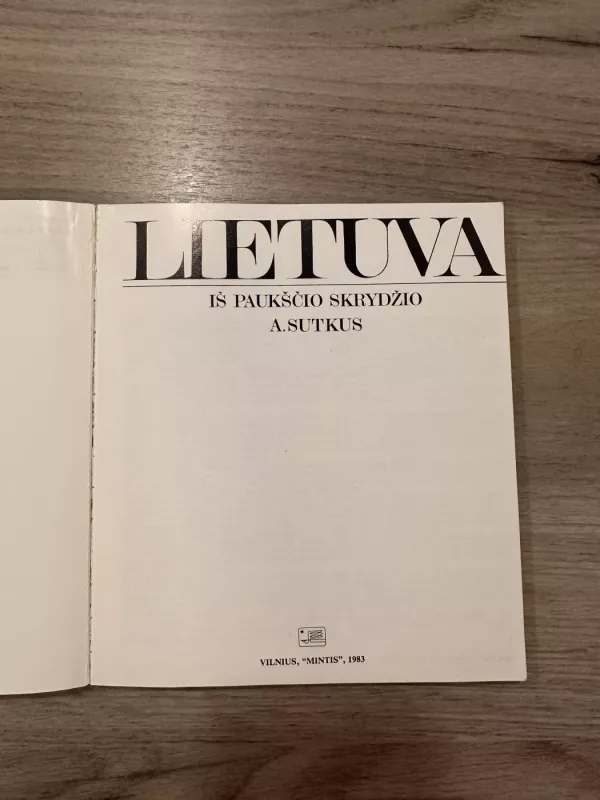 LIETUVA
IŠ PAUKŠČIO SKRYDŽIO
A.SUTKUS
VILNIUS, “MINTIS”, 1983